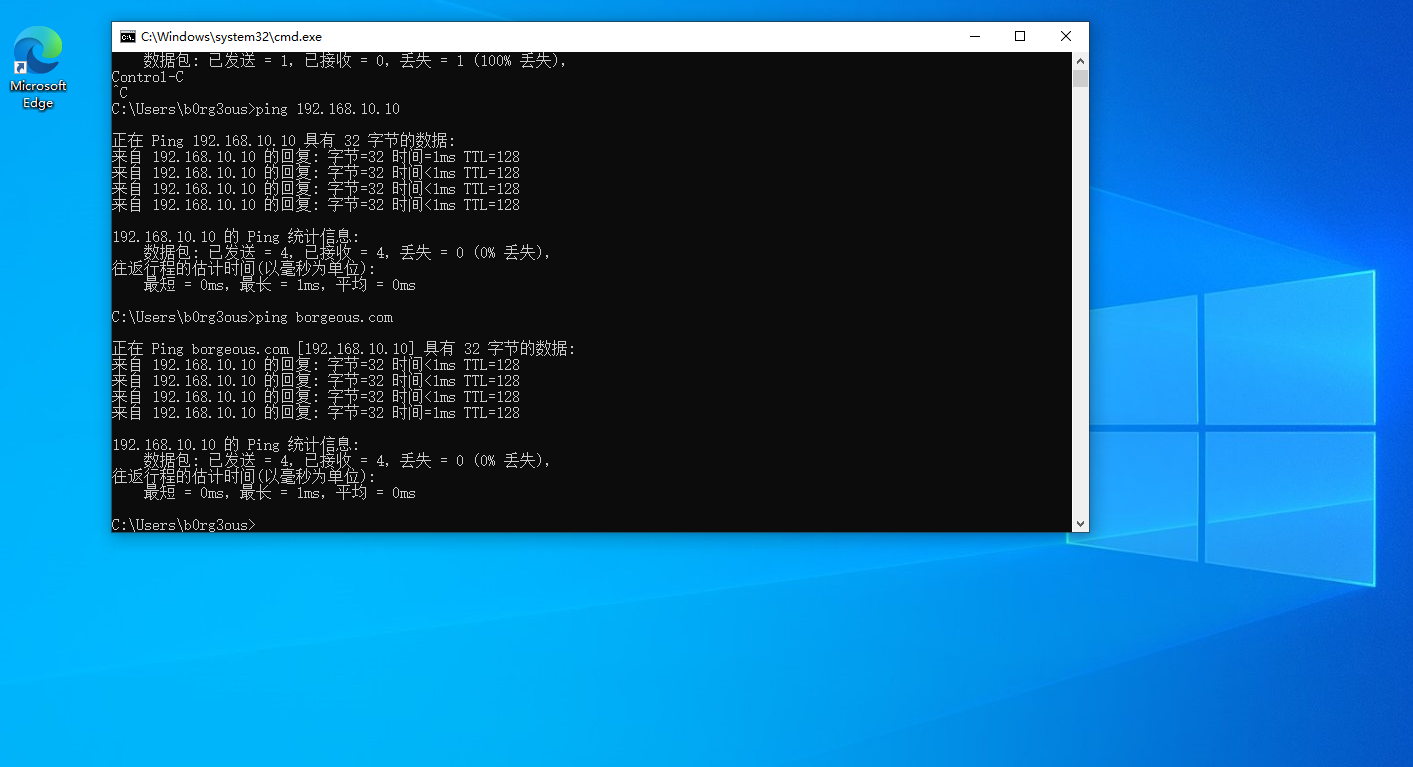 Microsoft
Edge
C:\Windows\system32\cmd.exe
数据包: 已发送 = 1，已接收 = 0，丢失 = 1 (100% 丢失)，
Control-C
^C
C:\Users\b0rg3ous>ping 192.168.10.10
正在 Ping 192.168.10.10 具有 32 字节的数据:
来自 192.168.10.10 的回复: 字节=32 时间=1ms TTL=128
来自 192.168.10.10 的回复: 字节=32 时间<1ms TTL=128
来自 192.168.10.10 的回复: 字节=32 时间<1ms TTL=128
来自 192.168.10.10 的回复: 字节=32 时间<1ms TTL=128
192.168.10.10 的 Ping 统计信息:
数据包: 已发送 = 4，已接收 = 4，丢失 = 0 (0% 丢失)，
往返行程的估计时间(以毫秒为单位):
最短 = 0ms，最长 = 1ms，平均 = 0ms
C:\Users\b0rg3ous>ping borgeous.com
正在 Ping borgeous.com [192.168.10.10] 具有 32 字节的数据:
来自 192.168.10.10 的回复: 字节=32 时间<1ms TTL=128
来自 192.168.10.10 的回复: 字节=32 时间<1ms TTL=128
来自 192.168.10.10 的回复: 字节=32 时间<1ms TTL=128
来自 192.168.10.10 的回复: 字节=32 时间=1ms TTL=128
192.168.10.10 的 Ping 统计信息:
数据包: 已发送 = 4，已接收 = 4，丢失 = 0 (0% 丢失)，
往返行程的估计时间(以毫秒为单位):
最短 = 0ms，最长 = 1ms，平均 = 0ms
C:\Users\b0rg3ous>